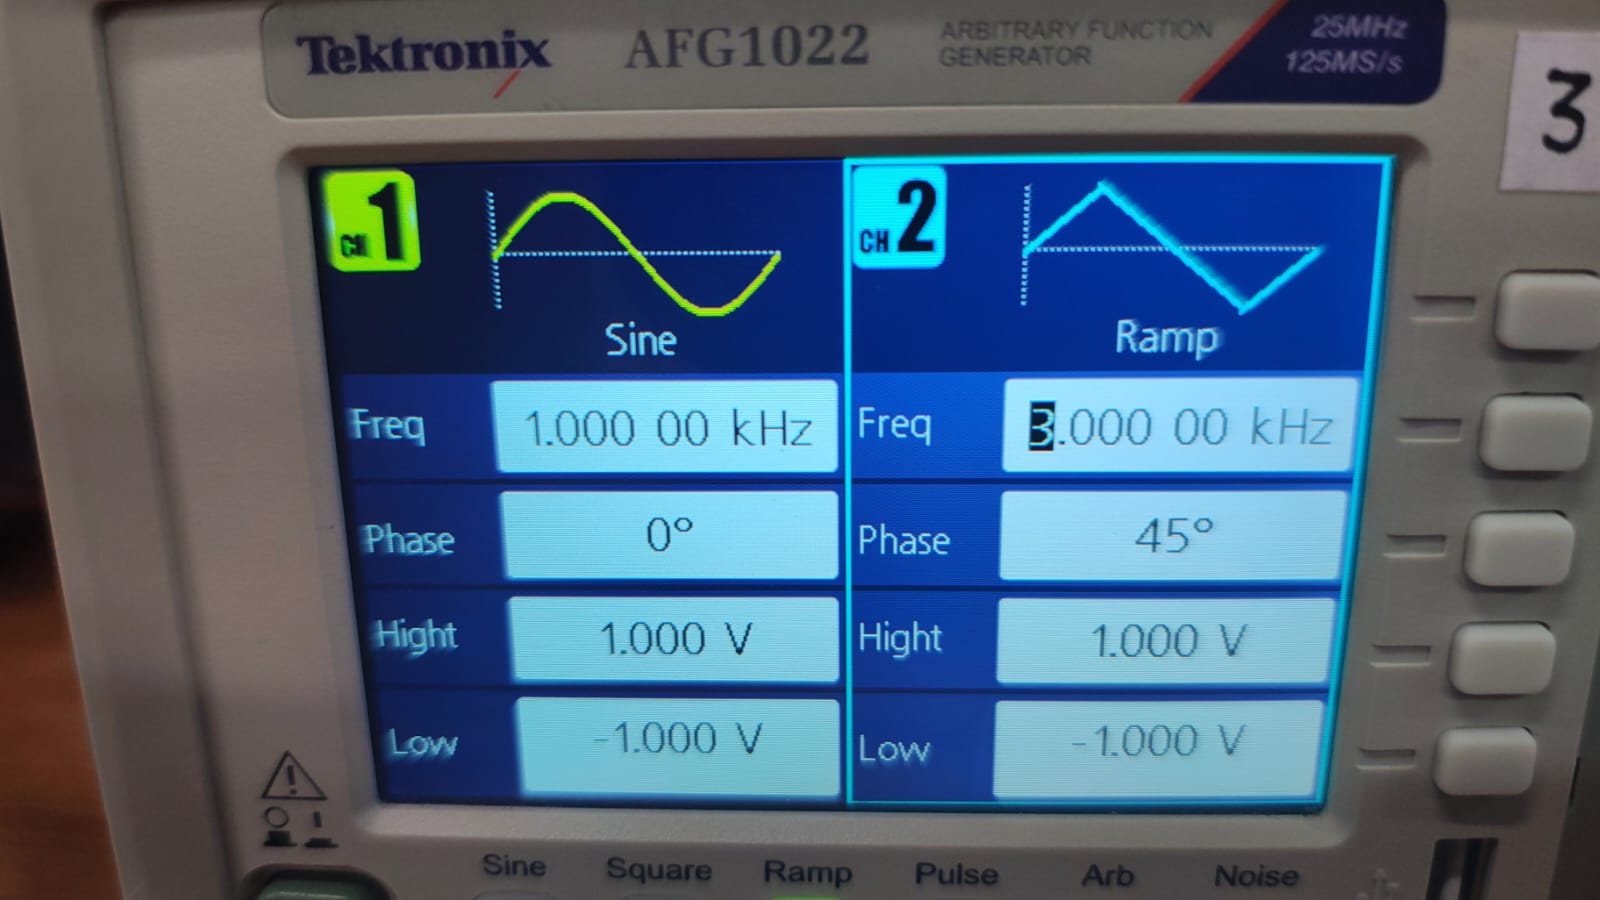 Tektronix AFG1022 ARBITRARY FUNCTION GENERATOR 25MHz 125MS/s
3
CH 1
Sine
Freq 1.000 00 kHz
Phase 0°
Hight 1.000 V
Low -1.000 V
CH 2
Ramp
Freq 3.000 00 kHz
Phase 45°
Hight 1.000 V
Low -1.000 V
Sine Square Ramp Pulse Arb Noise